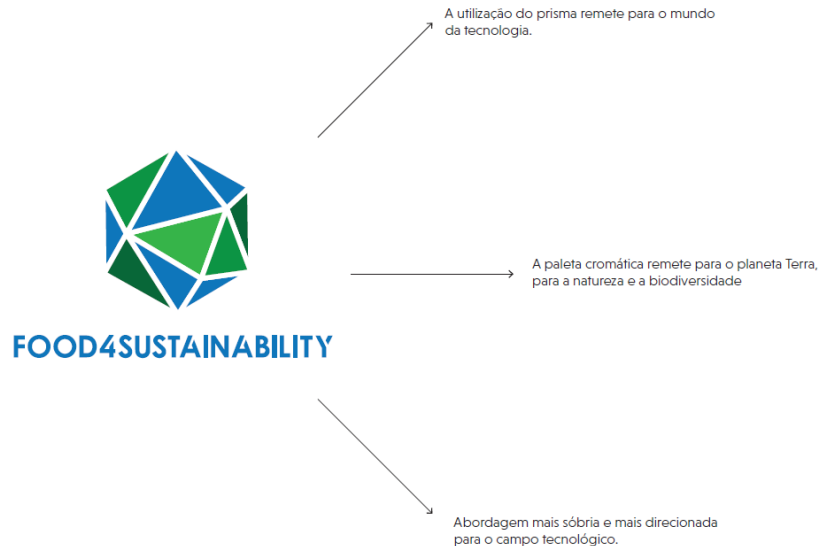 A utilização do prisma remete para o mundo
da tecnologia.
A paleta cromática remete para o planeta Terra,
para a natureza e a biodiversidade
FOOD4SUSTAINABILITY
Abordagem mais sóbria e mais direcionada
para o campo tecnológico.